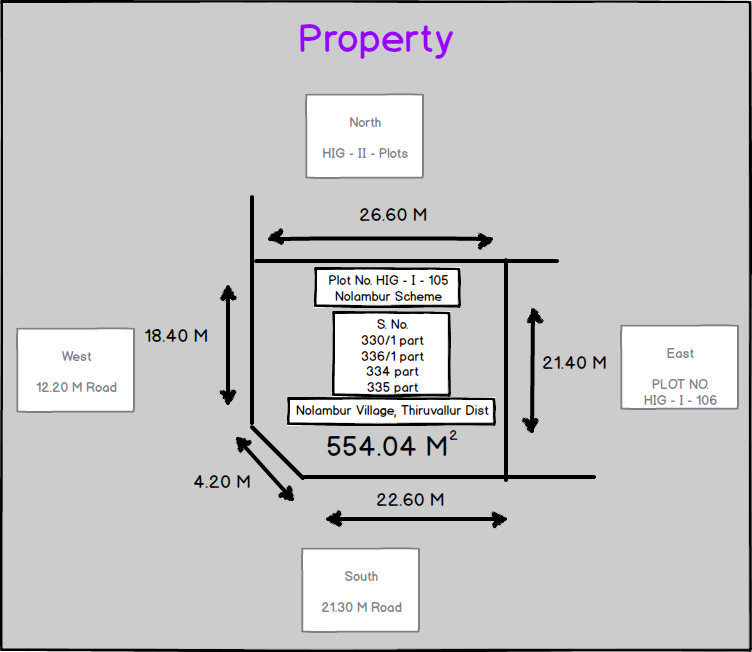 Property
North
HIG - II - Plots
26.60 M
Plot No. HIG - I - 105
Nolambur Scheme
S. No.
330/1 part
336/1 part
334 part
335 part
Nolambur Village, Thiruvallur Dist
554.04 M²
18.40 M
West
12.20 M Road
21.40 M
East
PLOT NO.
HIG - I - 106
4.20 M
22.60 M
South
21.30 M Road